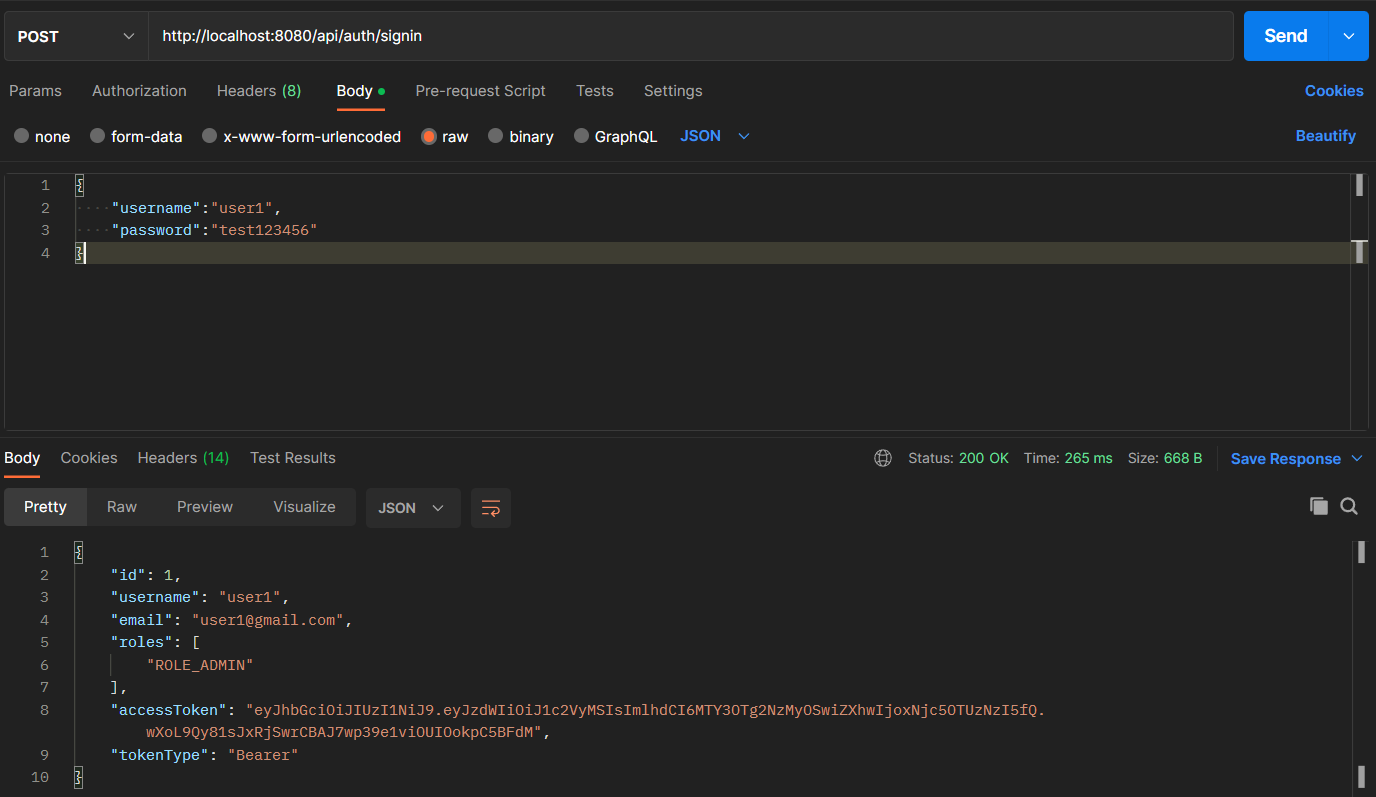 POST http://localhost:8080/api/auth/signin Send
Params Authorization Headers (8) Body Pre-request Script Tests Settings Cookies
none form-data x-www-form-urlencoded raw binary GraphQL JSON Beautify
1 {
2 "username":"user1",
3 "password":"test123456"
4 }
Body Cookies Headers (14) Test Results Status: 200 OK Time: 265 ms Size: 668 B Save Response
Pretty Raw Preview Visualize JSON
1 {
2 "id": 1,
3 "username": "user1",
4 "email": "user1@gmail.com",
5 "roles": [
6 "ROLE_ADMIN"
7 ],
8 "accessToken": "eyJhbGciOiJIUzI1NiJ9.eyJzdWIiOiJ1c2VyMSIsImlhdCI6MTY3OTg2NzMyOSwiZXhwIjoxNjc5OTUzNzI5fQ.
wXoL9Qy81sJxRjSwrCBAJ7wp39e1viOUIOokpC5BFdM",
9 "tokenType": "Bearer"
10 }